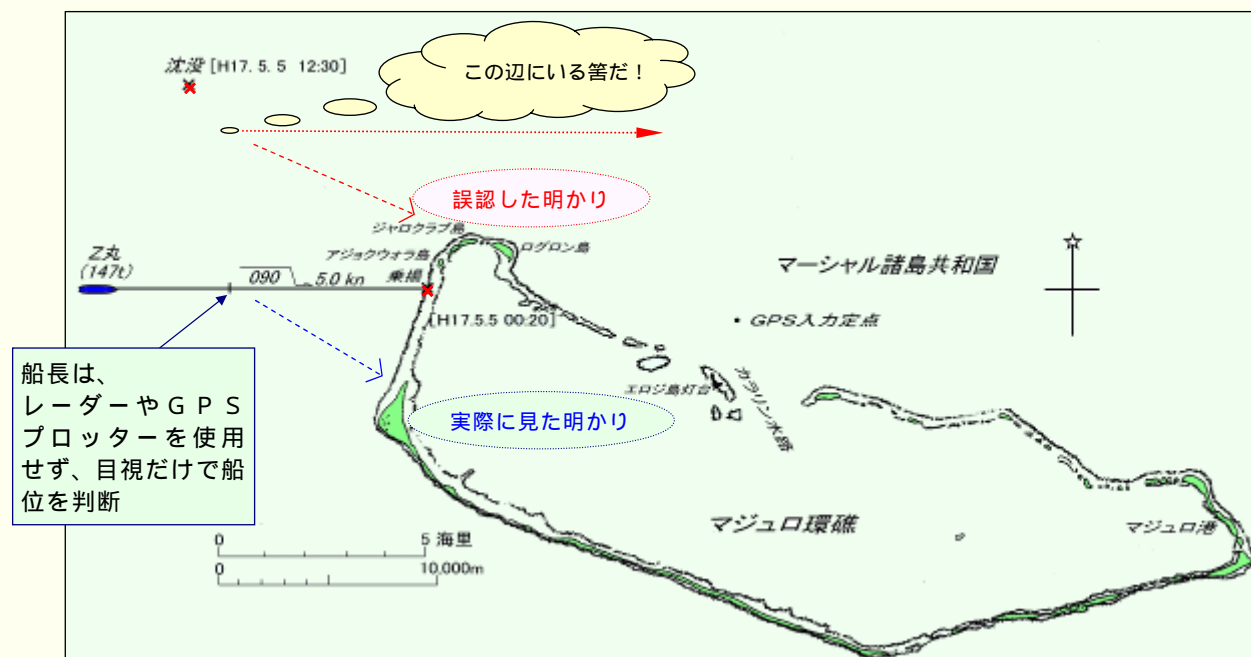 沈没 [H17. 5. 5 12:30]
この辺にいる筈だ！
誤認した明かり
ジャロクラブ島
アジョクウォラ島
ログロン島
Z丸
(147t)
090
5.0 kn
乗揚
[H17.5.5 00:20]
マーシャル諸島共和国
・GPS入力定点
船長は、
レーダーやＧＰＳ
プロッターを使用
せず、目視だけで船
位を判断
エロジ島灯台
カラリン水路
実際に見た明かり
マジュロ環礁
マジュロ港
0 5 海里
0 10,000m